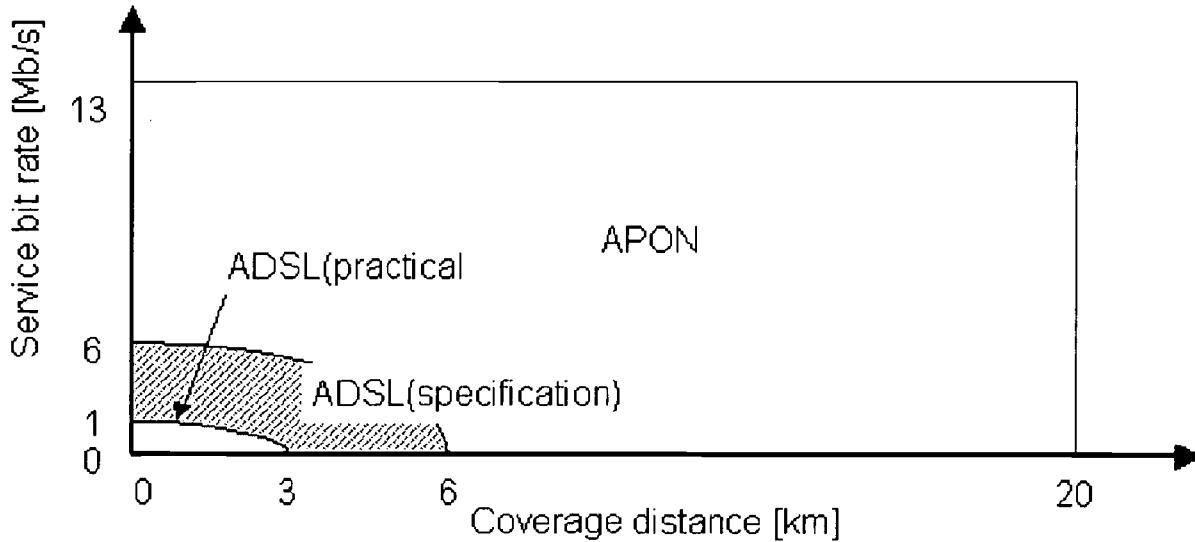 Service bit rate [Mb/s]
13
APON
ADSL(practical
6
ADSL(specification)
1
0
0 3 6 20
Coverage distance [km]